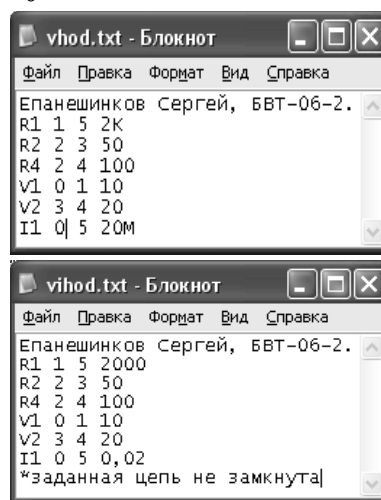 vhod.txt - Блокнот
Файл Правка Формат Вид Справка
Епанешинков Сергей, БВТ-06-2.
R1 1 5 2K
R2 2 3 50
R4 2 4 100
V1 0 1 10
V2 3 4 20
I1 0 5 20M
vihod.txt - Блокнот
Файл Правка Формат Вид Справка
Епанешинков Сергей, БВТ-06-2.
R1 1 5 2000
R2 2 3 50
R4 2 4 100
V1 0 1 10
V2 3 4 20
I1 0 5 0,02
*заданная цепь не замкнута